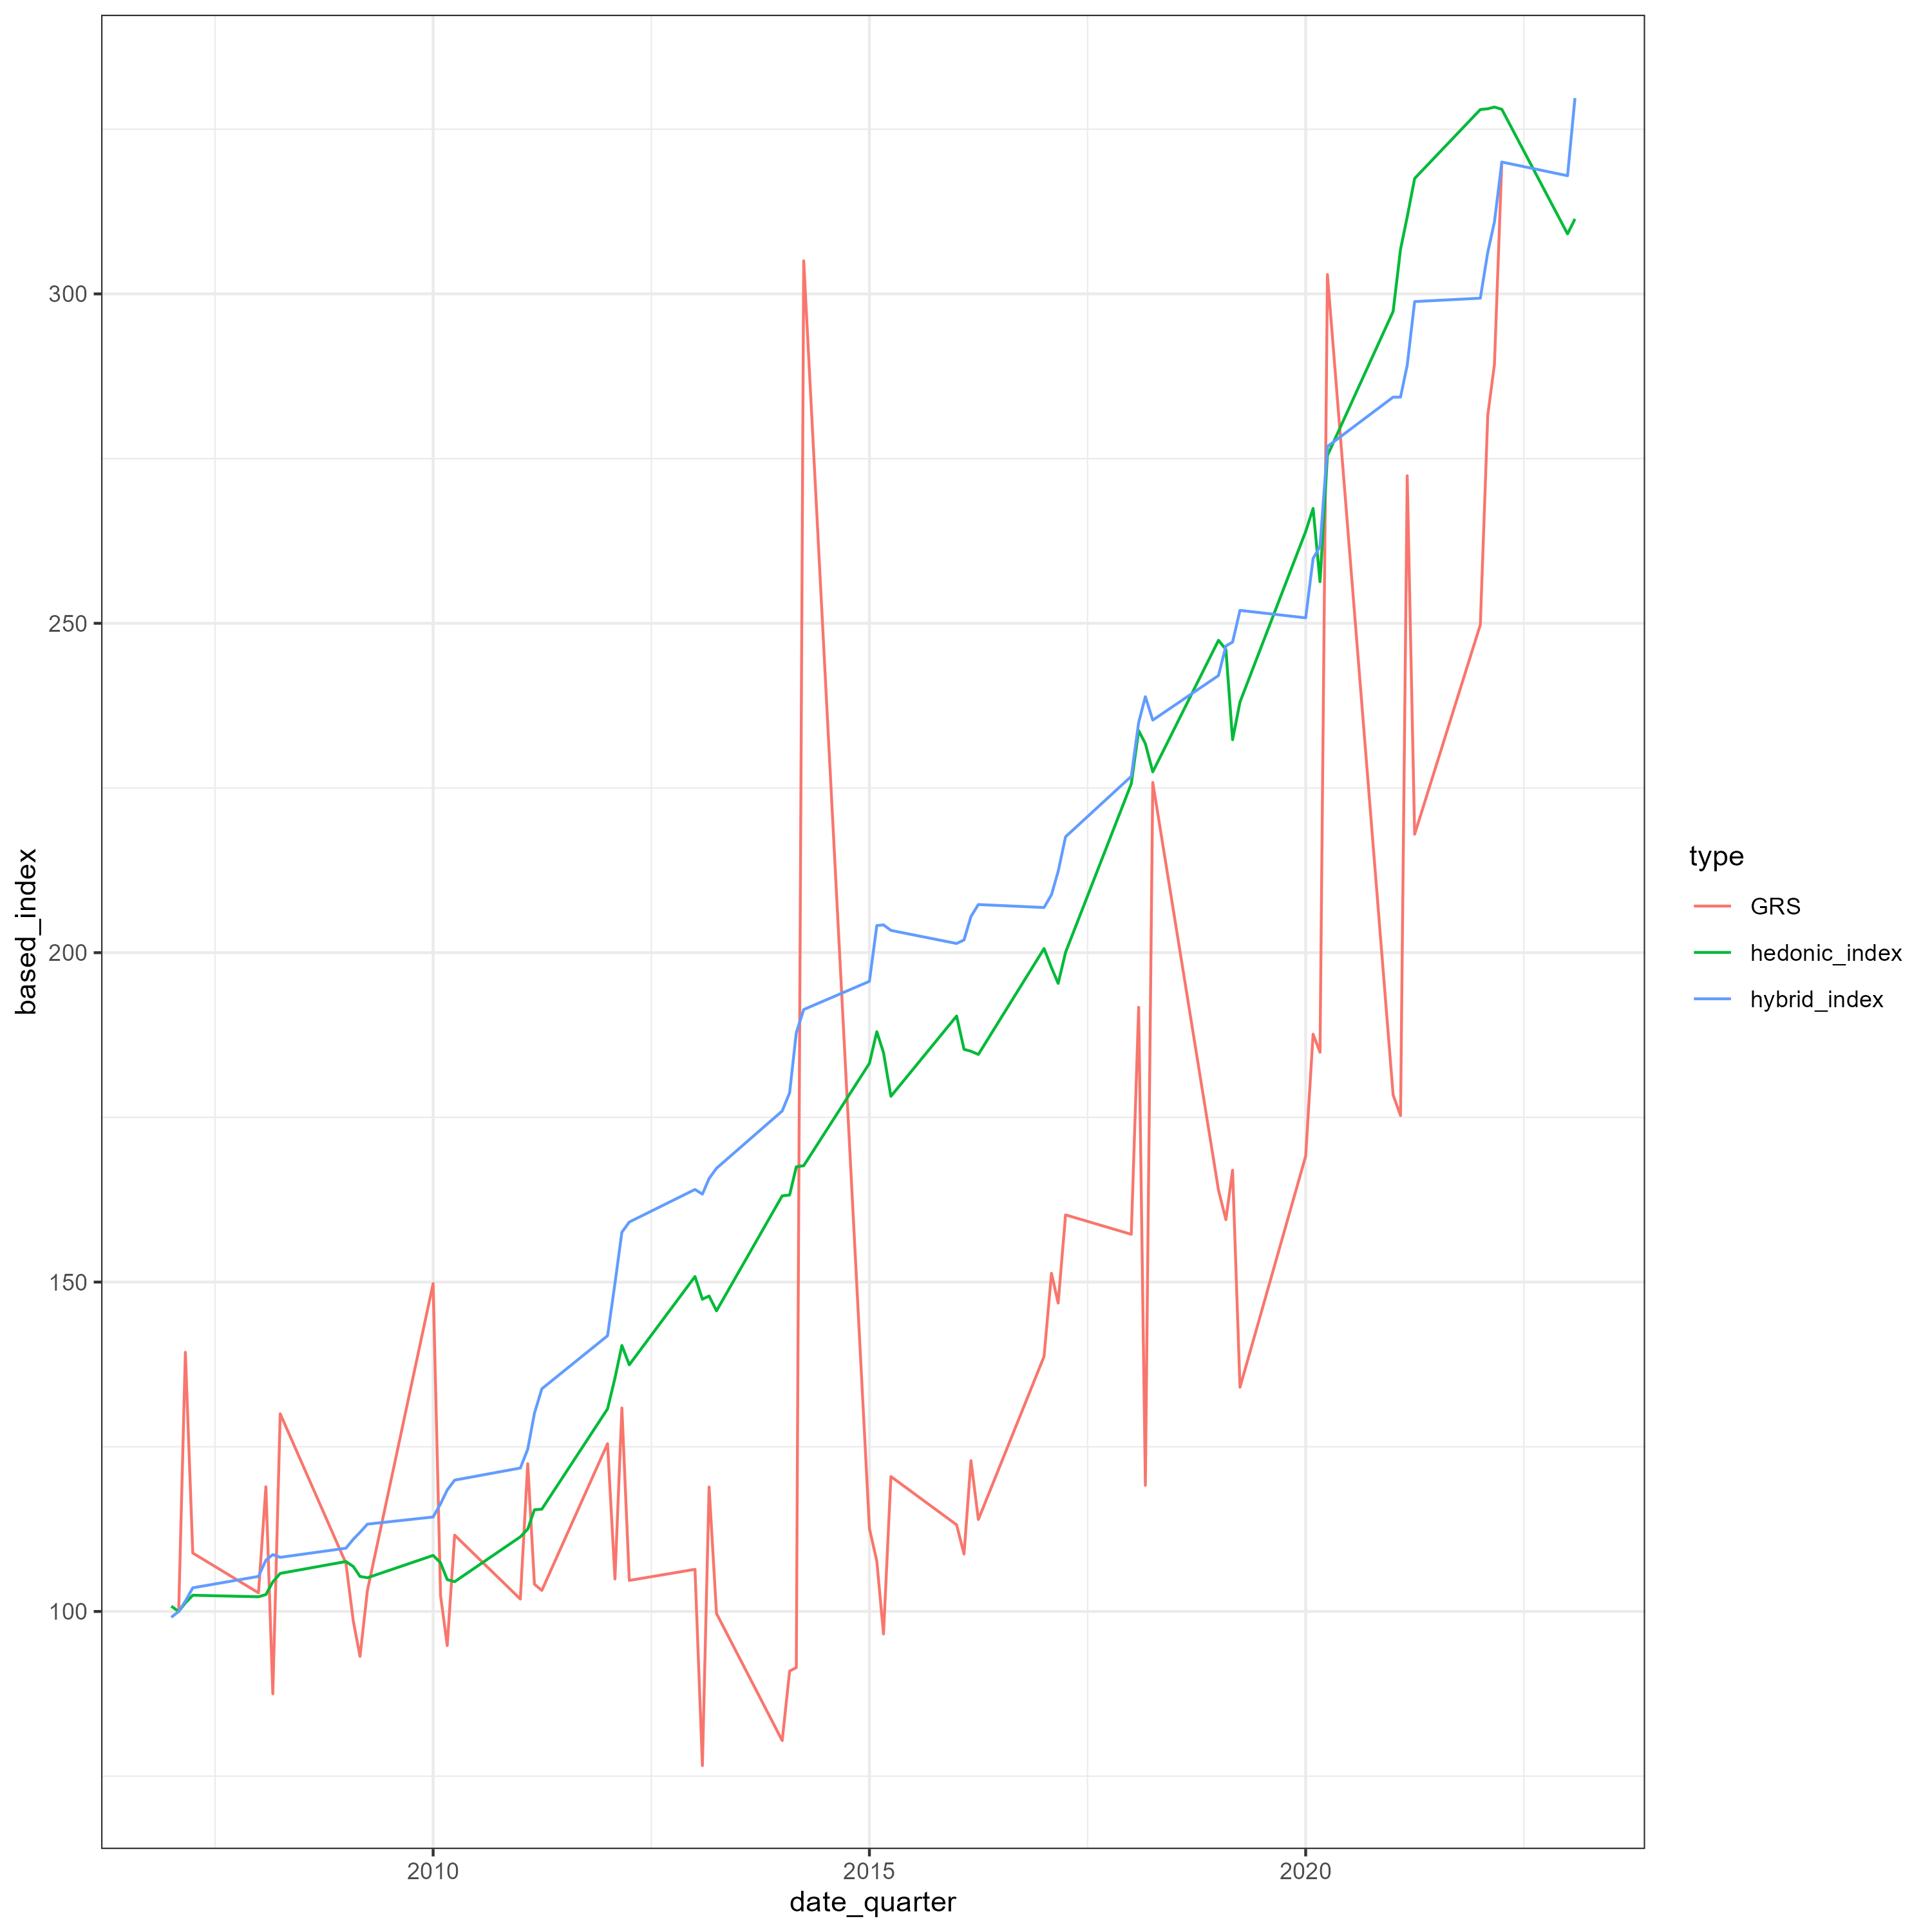 based_index
300
250
200
150
100
2010
2015
2020
date_quarter
type
GRS
hedonic_index
hybrid_index